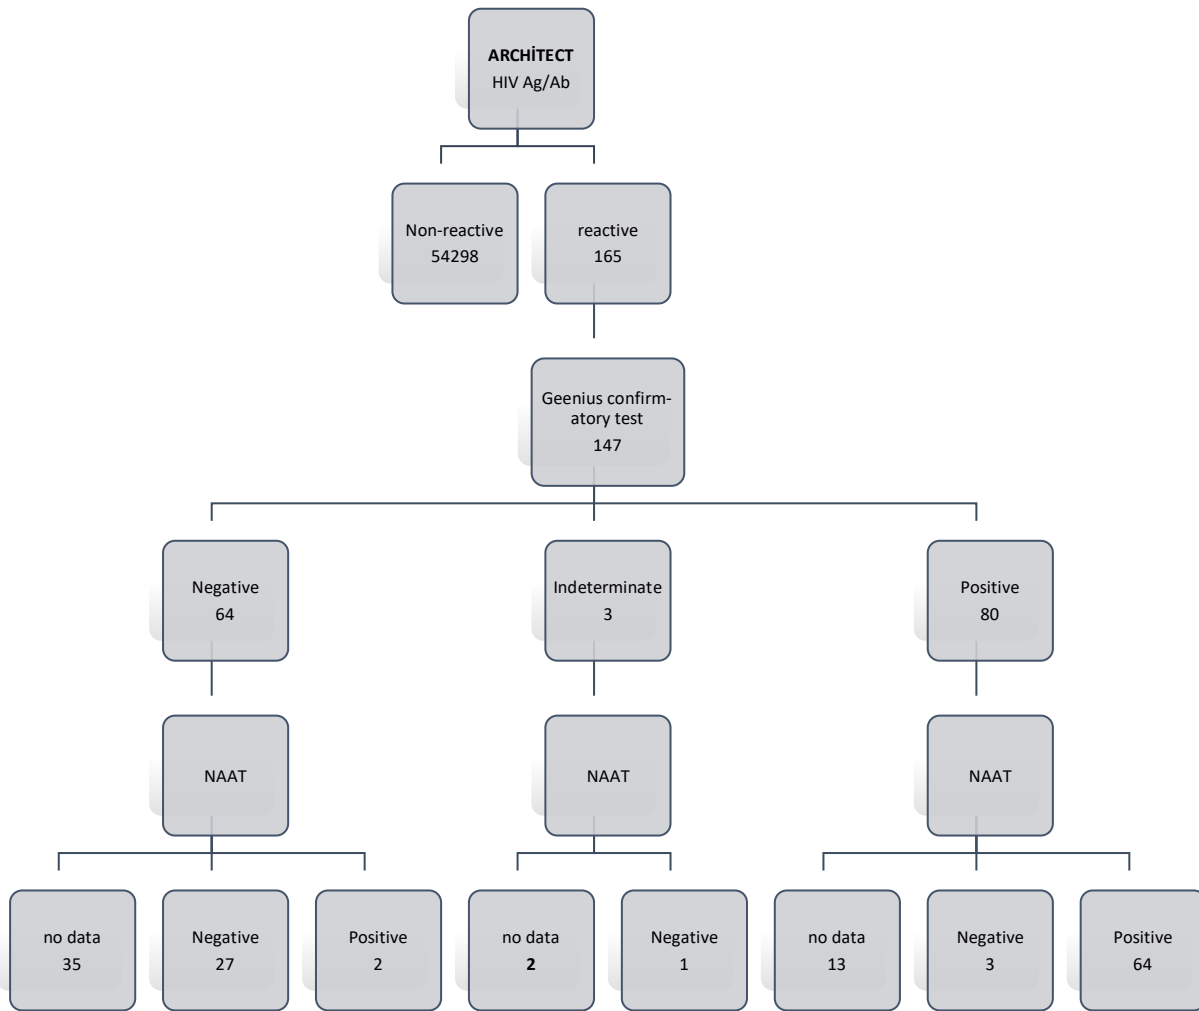 ARCHİTECT
HIV Ag/Ab
Non-reactive
54298
reactive
165
Geenius confirm-
atory test
147
Negative
64
Indeterminate
3
Positive
80
NAAT
NAAT
NAAT
no data
35
Negative
27
Positive
2
no data
2
Negative
1
no data
13
Negative
3
Positive
64